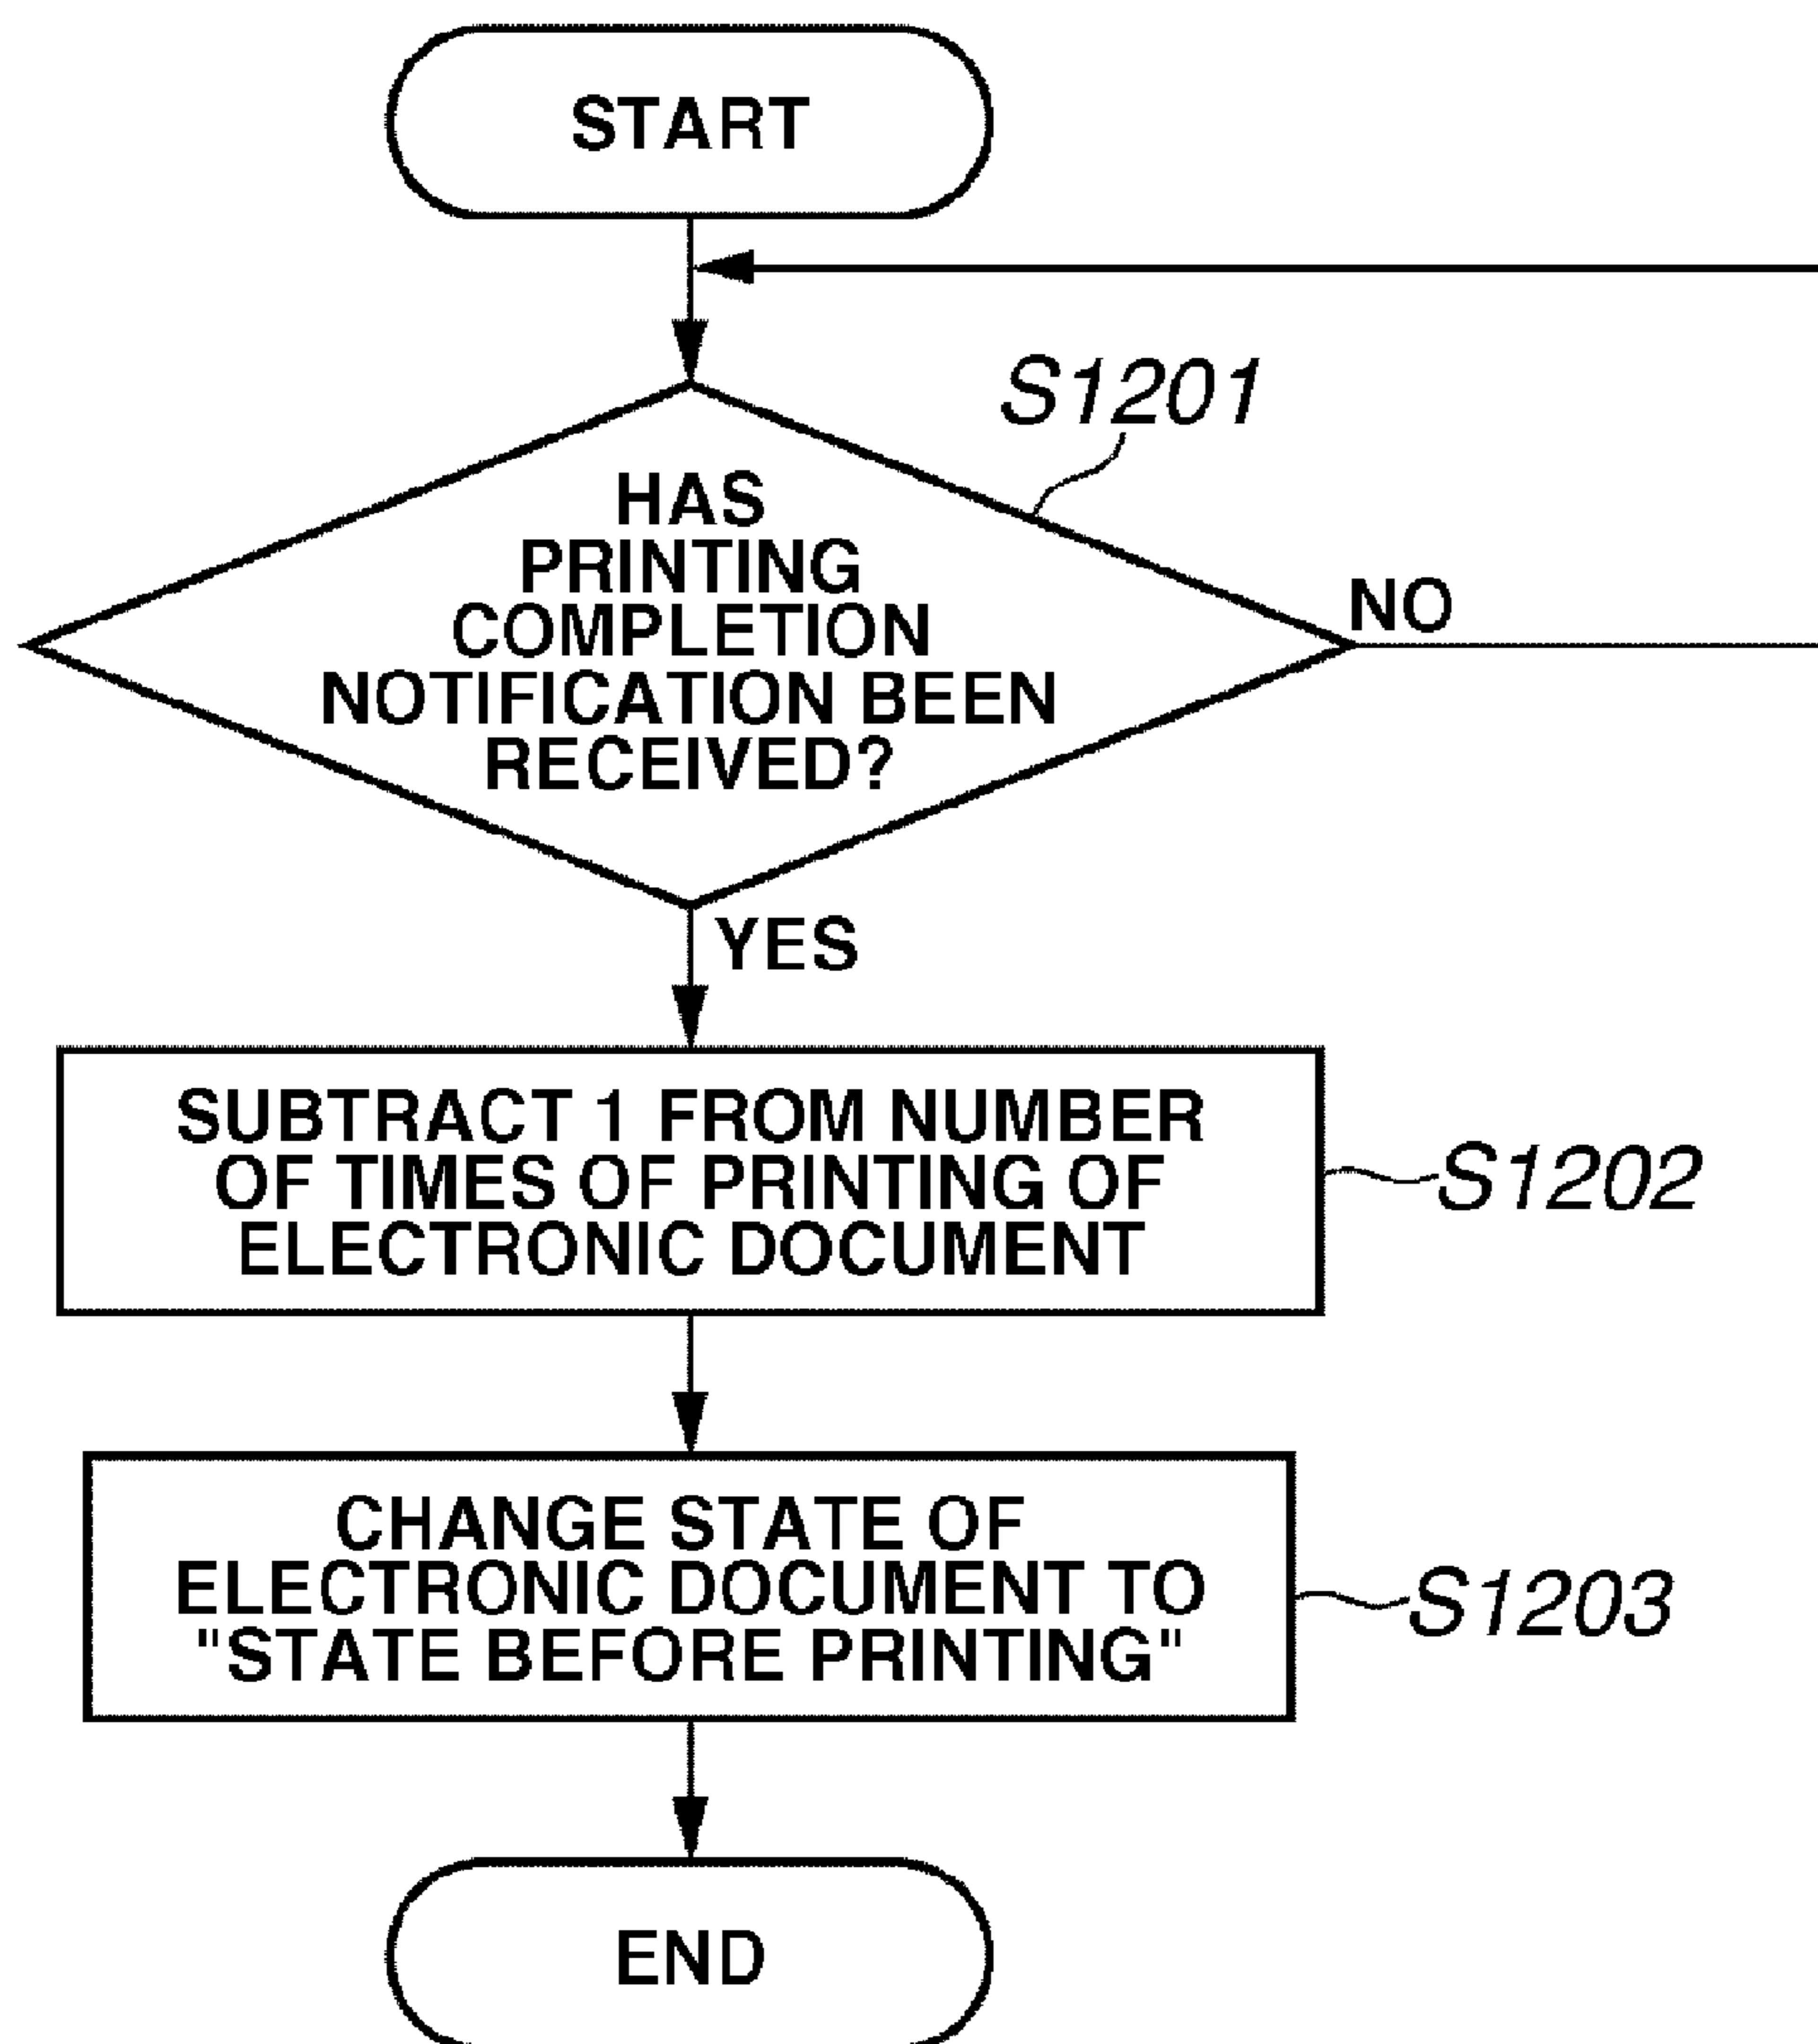 START
S1201
HAS
PRINTING
COMPLETION
NOTIFICATION BEEN
RECEIVED?
NO
YES
SUBTRACT 1 FROM NUMBER
OF TIMES OF PRINTING OF
ELECTRONIC DOCUMENT
S1202
CHANGE STATE OF
ELECTRONIC DOCUMENT TO
"STATE BEFORE PRINTING"
S1203
END